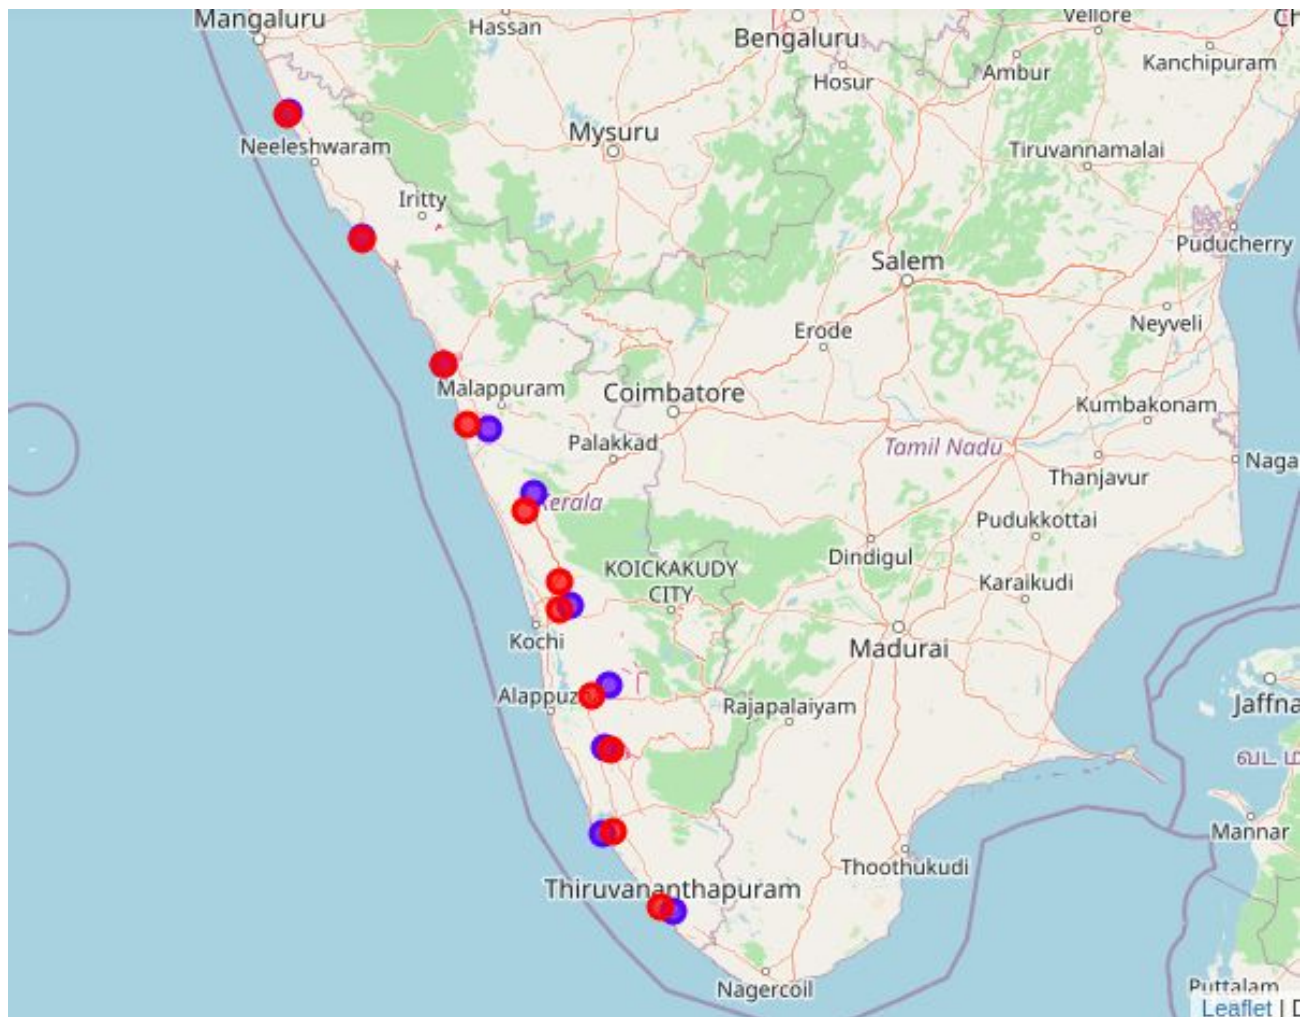 Mangaluru
Hassan
Bengaluru
Vellore
Hosur
Ambur
Kanchipuram
Neeleshwaram
Mysuru
Tiruvannamalai
Iritty
Puducherry
Salem
Erode
Neyveli
Malappuram
Coimbatore
Kumbakonam
Palakkad
Tamil Nadu
Thanjavur
Naga
Kerala
Pudukkottai
Dindigul
KOICKAKUDY
CITY
Karaikudi
Kochi
Madurai
Alappuz
Rajapalaiyam
Jaffna
வட ம
Mannar
Thoothukudi
Thiruvananthapuram
Nagercoil
Puttalam
Leaflet |